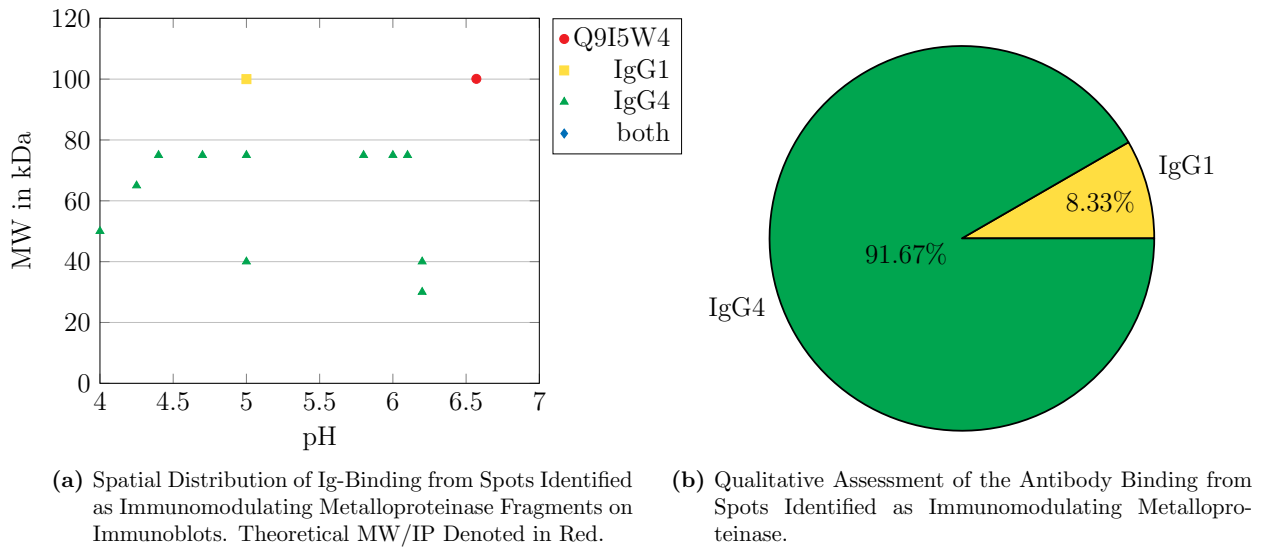 120
100
80
60
40
20
0
MW in kDa
4
4.5
5
5.5
6
6.5
7
pH
Q9I5W4
IgG1
IgG4
both
IgG1
8.33%
91.67%
IgG4
(a) Spatial Distribution of Ig-Binding from Spots Identified
as Immunomodulating Metalloproteinase Fragments on
Immunoblots. Theoretical MW/IP Denoted in Red.
(b) Qualitative Assessment of the Antibody Binding from
Spots Identified as Immunomodulating Metallopro-
teinase.